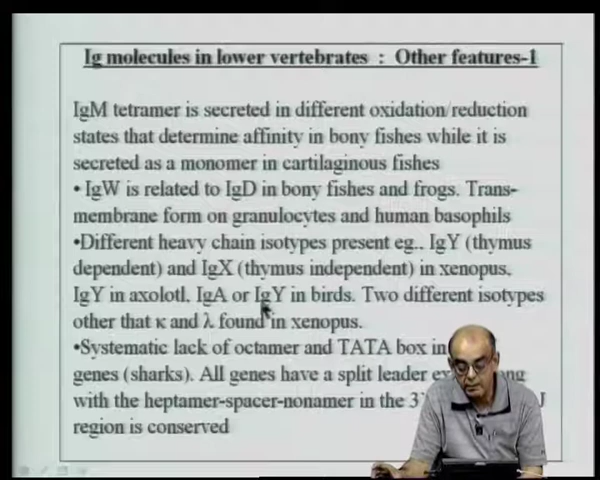 Ig molecules in lower vertebrates : Other features-1
IgM tetramer is secreted in different oxidation/reduction
states that determine affinity in bony fishes while it is
secreted as a monomer in cartilaginous fishes
• IgW is related to IgD in bony fishes and frogs. Trans-
membrane form on granulocytes and human basophils
•Different heavy chain isotypes present eg., IgY (thymus
dependent) and IgX (thymus independent) in xenopus,
IgY in axolotl, IgA or IgY in birds. Two different isotypes
other that κ and λ found in xenopus.
•Systematic lack of octamer and TATA box in
genes (sharks). All genes have a split leader
with the heptamer-spacer-nonamer in the J
region is conserved